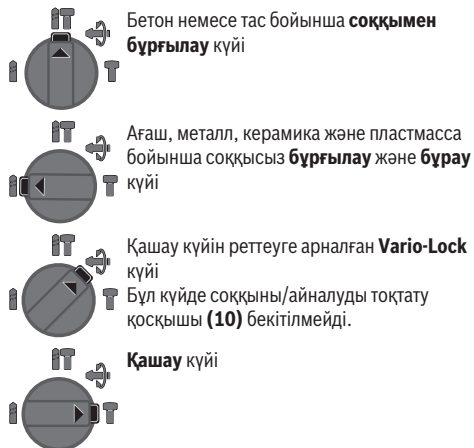 Бетон немесе тас бойынша соққымен
бұрғылау күйі
Ағаш, металл, керамика және пластмасса
бойынша соққысыз бұрғылау және бұрау
күйі
Қашау күйін реттеуге арналған Vario-Lock
күйі
Бұл күйде соққыны/айналуды тоқтату
қосқышы (10) бекітілмейді.
Қашау күйі